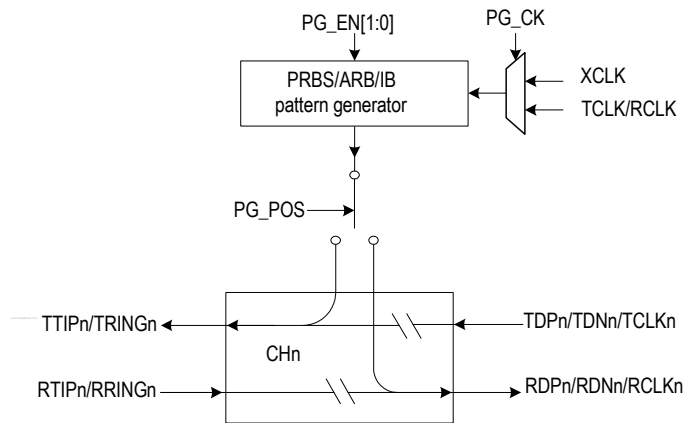 PG_EN[1:0]
PG_CK
PRBS/ARB/IB
pattern generator
XCLK
TCLK/RCLK
PG_POS
TTIPn/TRINGn
TDPn/TDNn/TCLKn
CHn
RTIPn/RRINGn
RDPn/RDNn/RCLKn